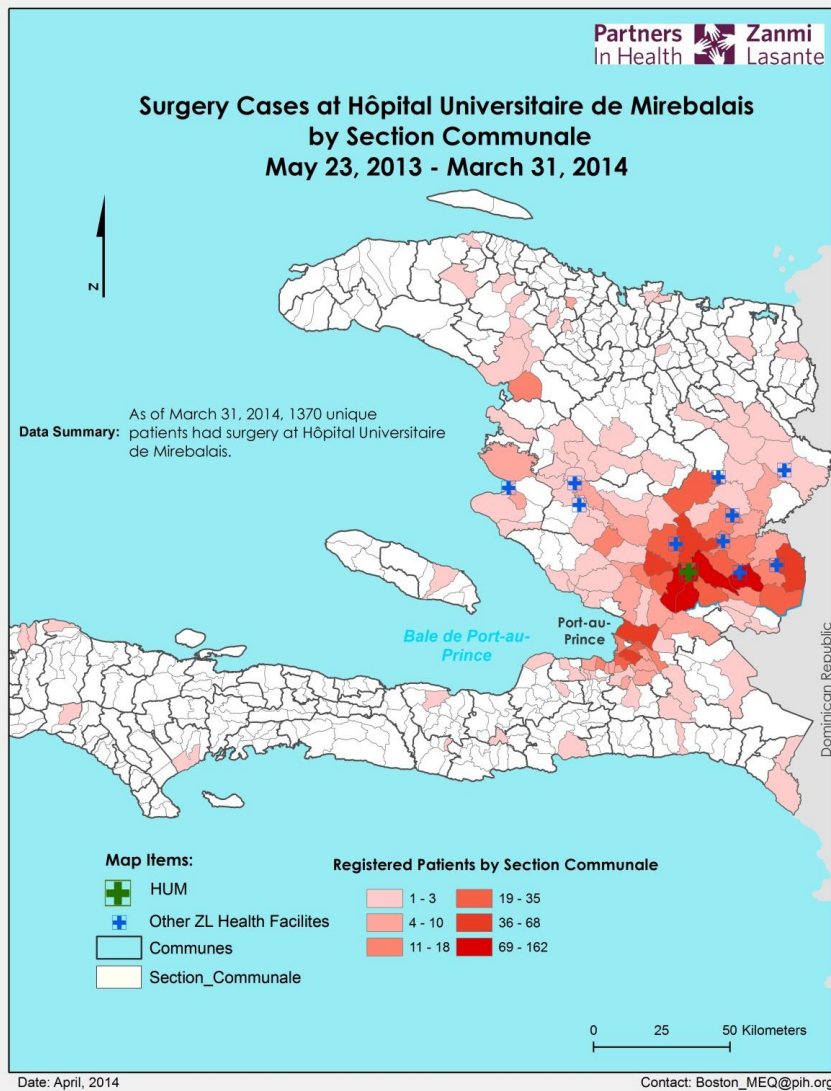 Partners
In Health
Zanmi
Lasante
Surgery Cases at Hôpital Universitaire de Mirebalais
by Section Communale
May 23, 2013 - March 31, 2014
N
Data Summary:
As of March 31, 2014, 1370 unique
patients had surgery at Hôpital Universitaire
de Mirebalais.
Port-au-
Prince
Baie de Port-au-
Prince
Dominican Republic
Map Items:
HUM
Other ZL Health Facilites
Communes
Section_Communale
Registered Patients by Section Communale
1 - 3
4 - 10
11 - 18
19 - 35
36 - 68
69 - 162
0 25 50 Kilometers
Date: April, 2014
Contact: Boston_MEQ@pih.org